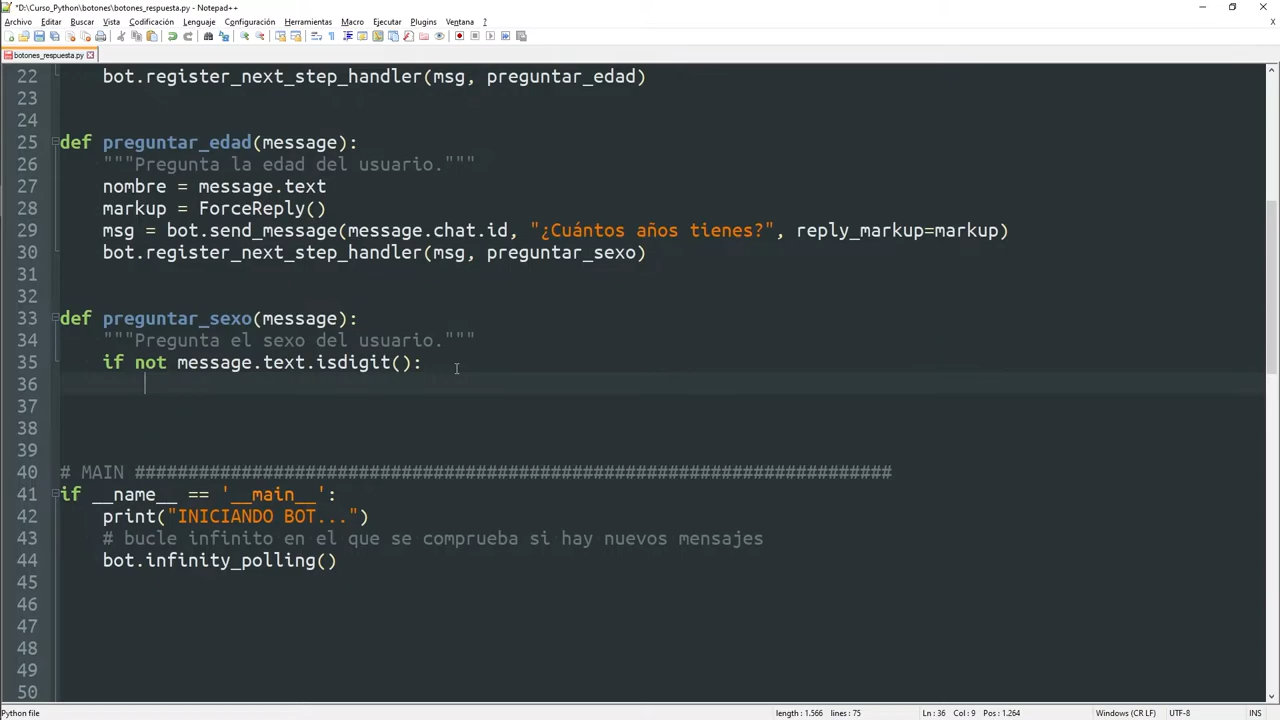 *D:\Curso_Python\botones\botones_respuesta.py - Notepad++
Archivo Editar Buscar Vista Codificación Lenguaje Configuración Herramientas Macro Ejecutar Plugins Ventana ?
X
botones_respuesta.py
22 bot.register_next_step_handler(msg, preguntar_edad)
23
24
25 def preguntar_edad(message):
26 """Pregunta la edad del usuario."""
27 nombre = message.text
28 markup = ForceReply()
29 msg = bot.send_message(message.chat.id, "¿Cuántos años tienes?", reply_markup=markup)
30 bot.register_next_step_handler(msg, preguntar_sexo)
31
32
33 def preguntar_sexo(message):
34 """Pregunta el sexo del usuario."""
35 if not message.text.isdigit():
36
37
38
39
40 # MAIN #######################################################################
41 if __name__ == '__main__':
42 print("INICIANDO BOT...")
43 # bucle infinito en el que se comprueba si hay nuevos mensajes
44 bot.infinity_polling()
45
46
47
48
49
50
Python file length : 1.566 lines : 75 Ln : 36 Col : 9 Pos : 1.264 Windows (CR LF) UTF-8 INS